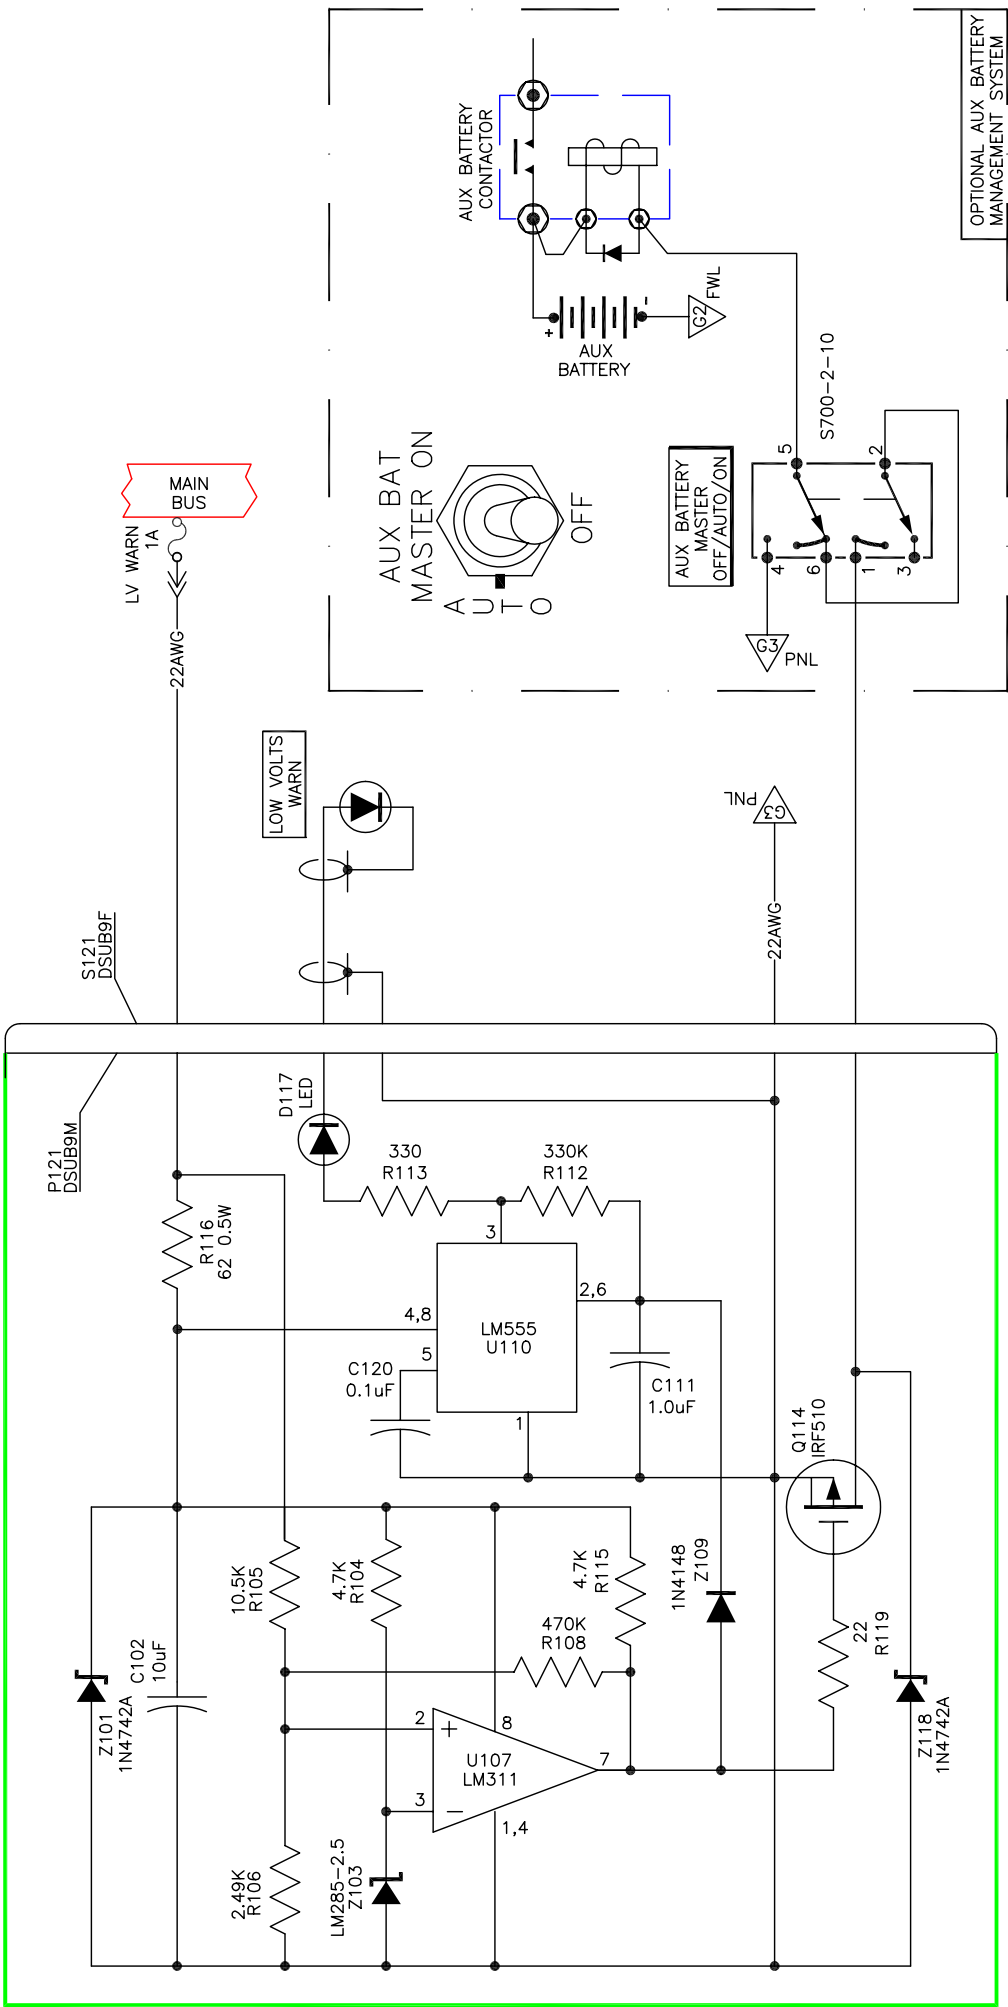 OPTIONAL AUX BATTERY
MANAGEMENT SYSTEM
AUX BATTERY
CONTACTOR
+
-
AUX
BATTERY
G2
FWL
S700-2-10
MAIN
BUS
LV WARN
1A
22AWG
AUX BAT
MASTER ON
OFF
A
U
T
O
AUX BATTERY
MASTER
OFF/AUTO/ON
5
2
4
6
1
3
G3
PNL
LOW VOLTS
WARN
G3
PNL
22AWG
S121
DSUB9F
P121
DSUB9M
D117
LED
330
R113
330K
R112
R116
62 0.5W
3
4,8
2,6
5
1
LM555
U110
C120
0.1uF
C111
1.0uF
Q114
IRF510
10.5K
R105
4.7K
R104
4.7K
R115
470K
R108
1N4148
Z109
22
R119
C102
10uF
Z101
1N4742A
2
+
8
U107
LM311
7
3
−
1,4
Z118
1N4742A
2.49K
R106
LM285-2.5
Z103